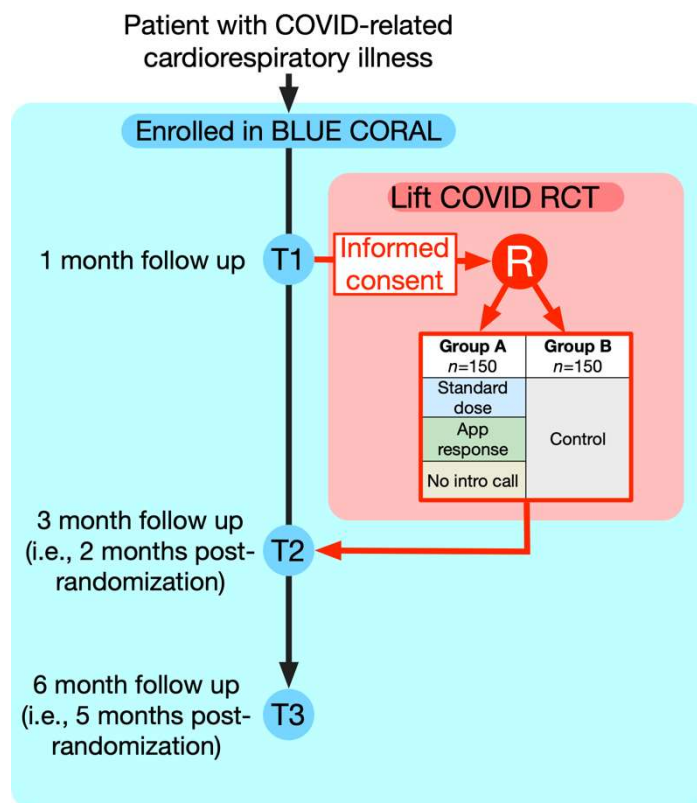 Patient with COVID-related
cardiorespiratory illness
Enrolled in BLUE CORAL
Lift COVID RCT
1 month follow up
T1
Informed
consent
R
Group A
n=150
Group B
n=150
Standard
dose
App
response
No intro call
Control
3 month follow up
(i.e., 2 months post-
randomization)
T2
6 month follow up
(i.e., 5 months post-
randomization)
T3